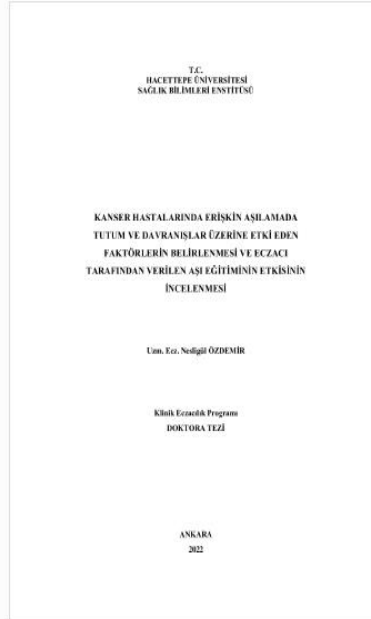 T.C.
HACETTEPE ÜNİVERSİTESİ
SAĞLIK BİLİMLERİ ENSTİTÜSÜ
KANSER HASTALARINDA ERİŞKİN AŞILAMADA
TUTUM VE DAVRANIŞLAR ÜZERİNE ETKİ EDEN
FAKTÖRLERİN BELİRLENMESİ VE ECZACI
TARAFINDAN VERİLEN AŞI EĞİTİMİNİN ETKİSİNİN
İNCELENMESİ
Uzm. Ecz. Nesligül ÖZDEMİR
Klinik Eczacılık Programı
DOKTORA TEZİ
ANKARA
2022